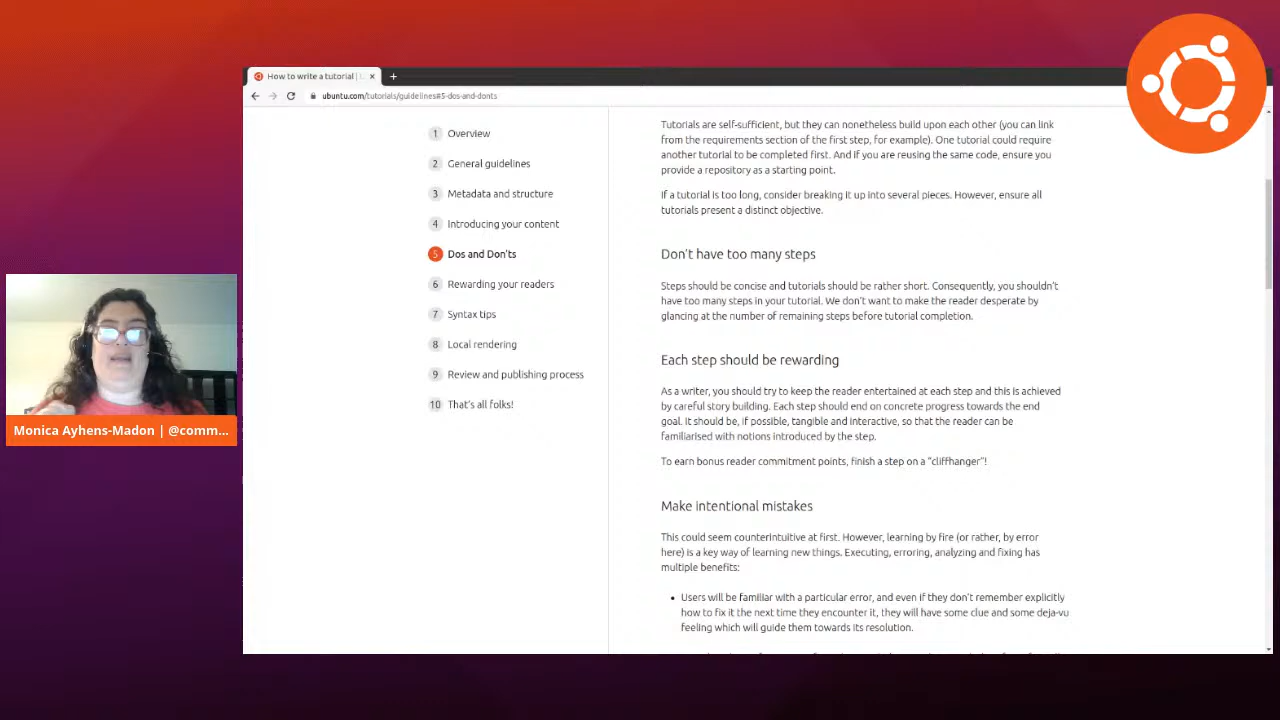 How to write a tutorial |
ubuntu.com/tutorials/guidelines#5-dos-and-donts
1 Overview
2 General guidelines
3 Metadata and structure
4 Introducing your content
5 Dos and Don'ts
6 Rewarding your readers
7 Syntax tips
8 Local rendering
9 Review and publishing process
10 That's all folks!
Tutorials are self-sufficient, but they can nonetheless build upon each other (you can link
from the requirements section of the first step, for example). One tutorial could require
another tutorial to be completed first. And if you are reusing the same code, ensure you
provide a repository as a starting point.
If a tutorial is too long, consider breaking it up into several pieces. However, ensure all
tutorials present a distinct objective.
Don't have too many steps
Steps should be concise and tutorials should be rather short. Consequently, you shouldn't
have too many steps in your tutorial. We don't want to make the reader desperate by
glancing at the number of remaining steps before tutorial completion.
Each step should be rewarding
As a writer, you should try to keep the reader entertained at each step and this is achieved
by careful story building. Each step should end on concrete progress towards the end
goal. It should be, if possible, tangible and interactive, so that the reader can be
familiarised with notions introduced by the step.
To earn bonus reader commitment points, finish a step on a "cliffhanger"!
Make intentional mistakes
This could seem counterintuitive at first. However, learning by fire (or rather, by error
here) is a key way of learning new things. Executing, erroring, analyzing and fixing has
multiple benefits:
• Users will be familiar with a particular error, and even if they don't remember explicitly
how to fix it the next time they encounter it, they will have some clue and some deja-vu
feeling which will guide them towards its resolution.
Monica Ayhens-Madon | @comm...